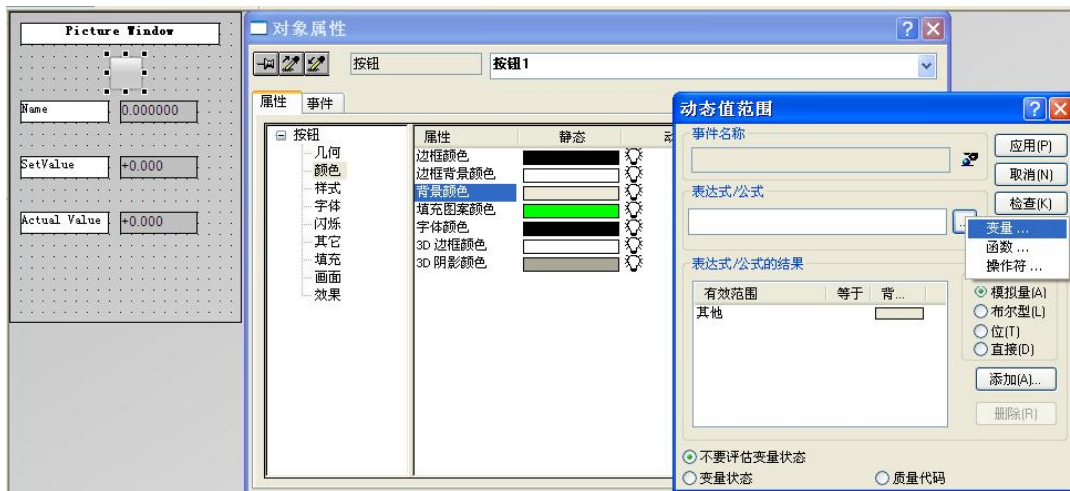 Picture Window
Name
0.000000
SetValue
+0.000
Actual Value
+0.000
对象属性
按钮
按钮1
属性
事件
按钮
几何
颜色
样式
字体
闪烁
其它
填充
画面
效果
属性 静态
边框颜色
边框背景颜色
背景颜色
填充图案颜色
字体颜色
3D 边框颜色
3D 阴影颜色
动态值范围
事件名称
应用(P)
取消(N)
检查(K)
表达式/公式
...
变量 ...
函数 ...
操作符 ...
表达式/公式的结果
有效范围 等于 背...
其他
模拟量(A)
布尔型(L)
位(T)
直接(D)
添加(A)...
删除(R)
不要评估变量状态
变量状态
质量代码